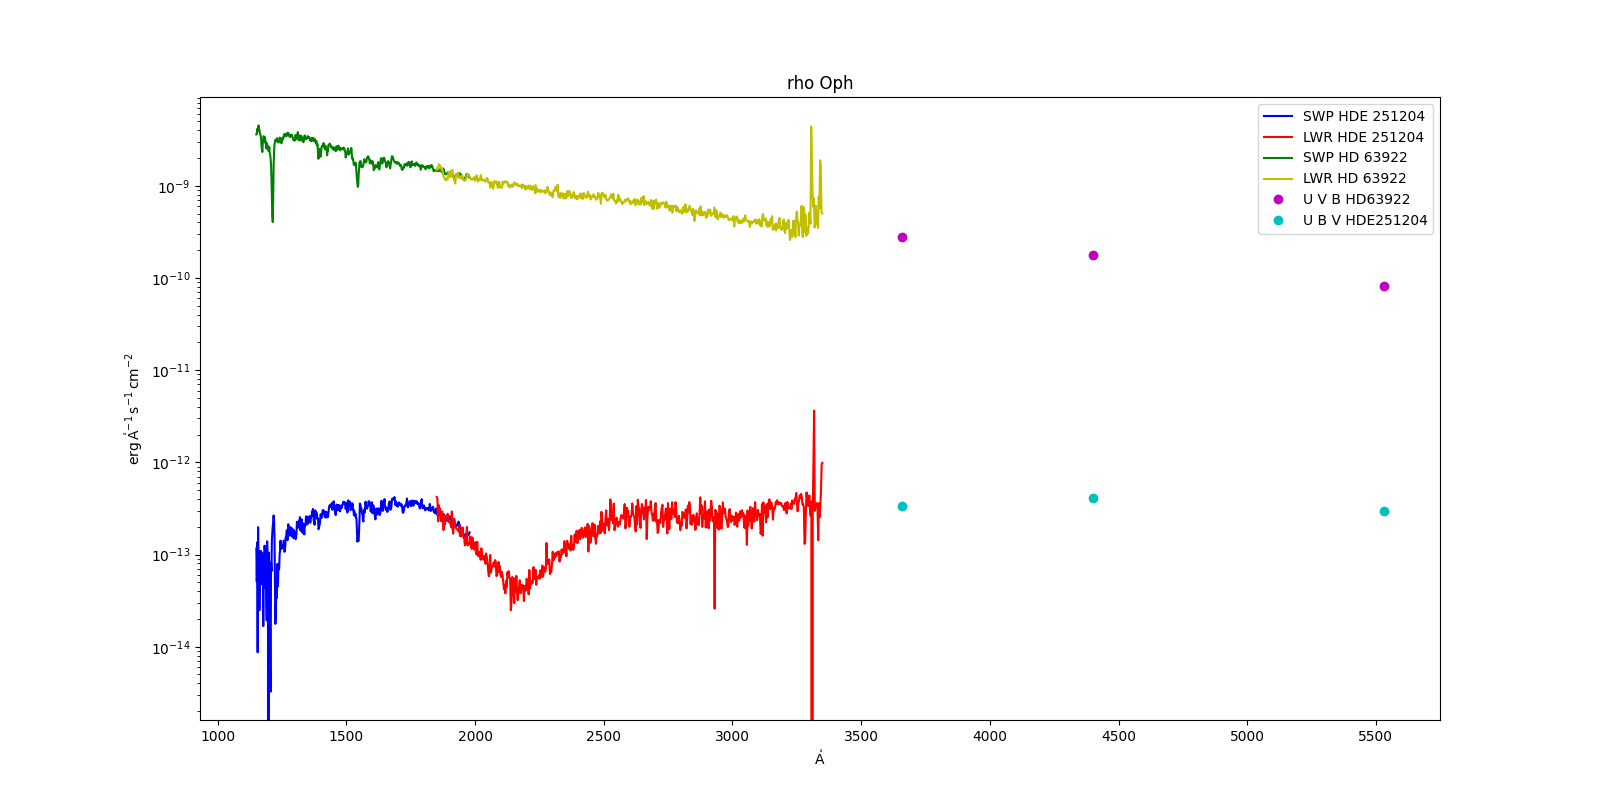 rho Oph
erg Å⁻¹ s⁻¹ cm⁻²
10⁻⁹
10⁻¹⁰
10⁻¹¹
10⁻¹²
10⁻¹³
10⁻¹⁴
SWP HDE 251204
LWR HDE 251204
SWP HD 63922
LWR HD 63922
U V B HD63922
U B V HDE251204
1000 1500 2000 2500 3000 3500 4000 4500 5000 5500
Å